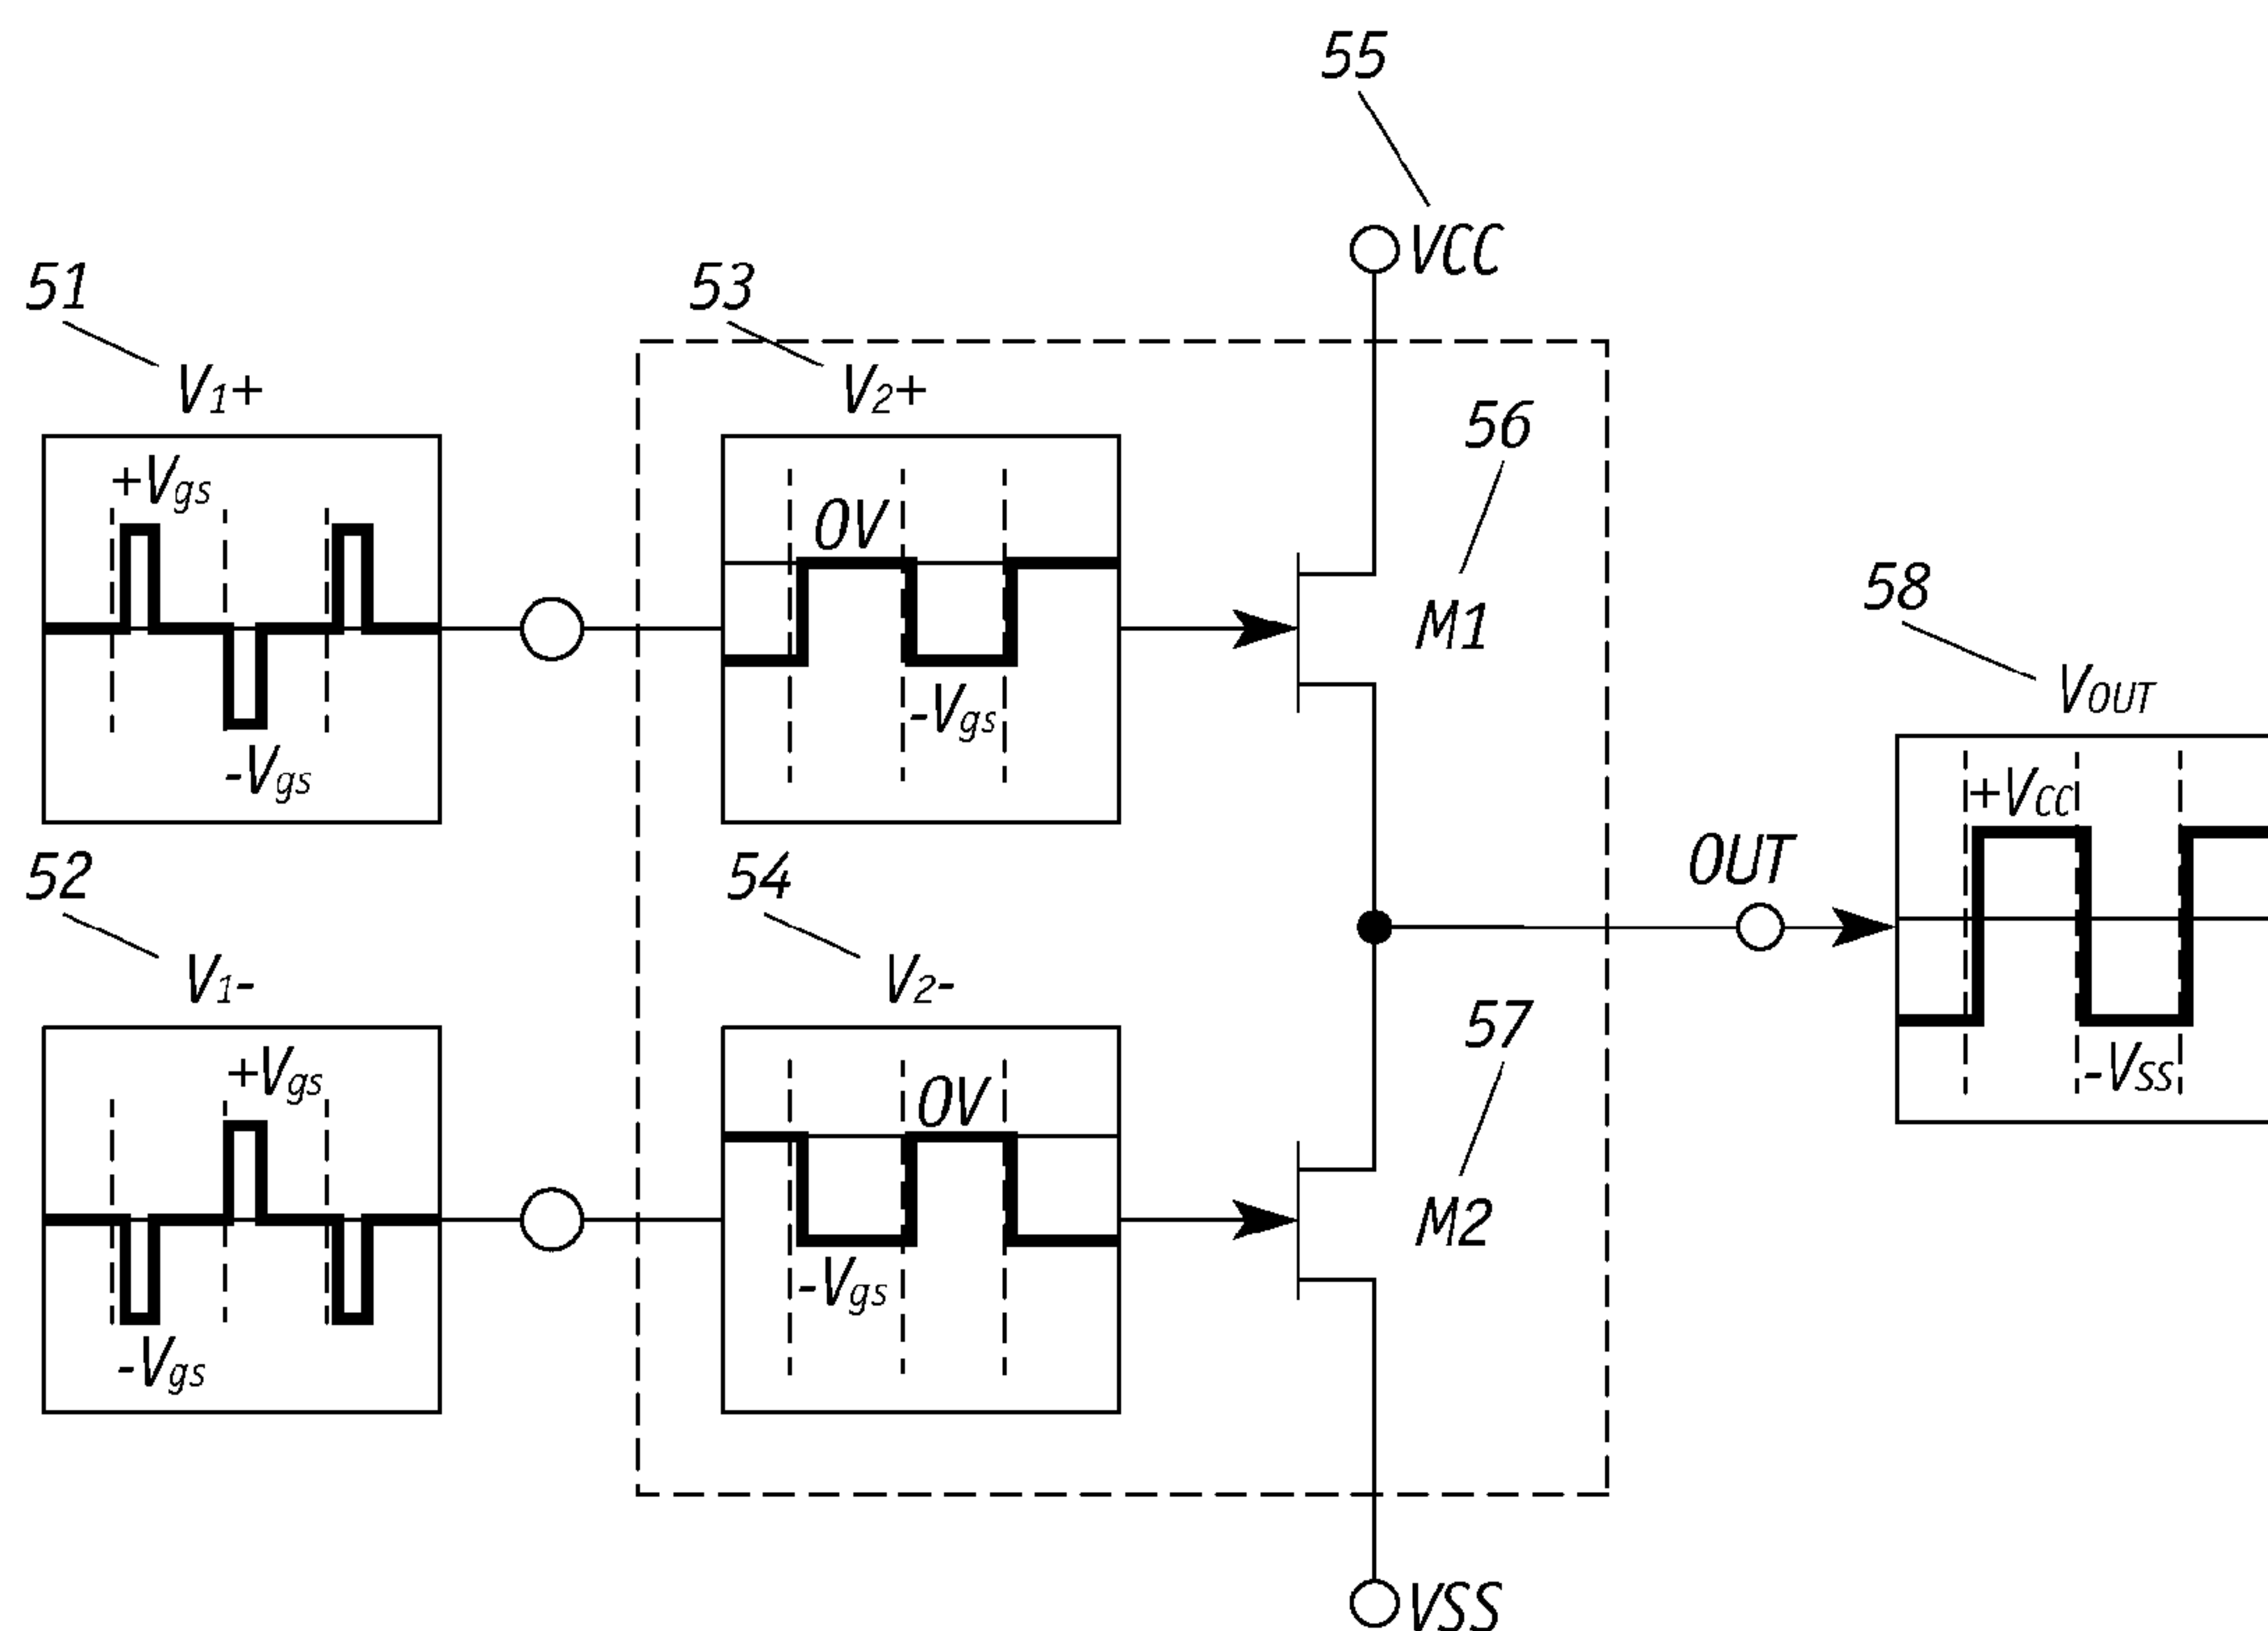 55
VCC
51
V1+
+Vgs
-Vgs
53
V2+
0V
-Vgs
56
M1
58
VOUT
+VCC
-VSS
OUT
52
V1-
+Vgs
-Vgs
54
V2-
0V
-Vgs
57
M2
VSS